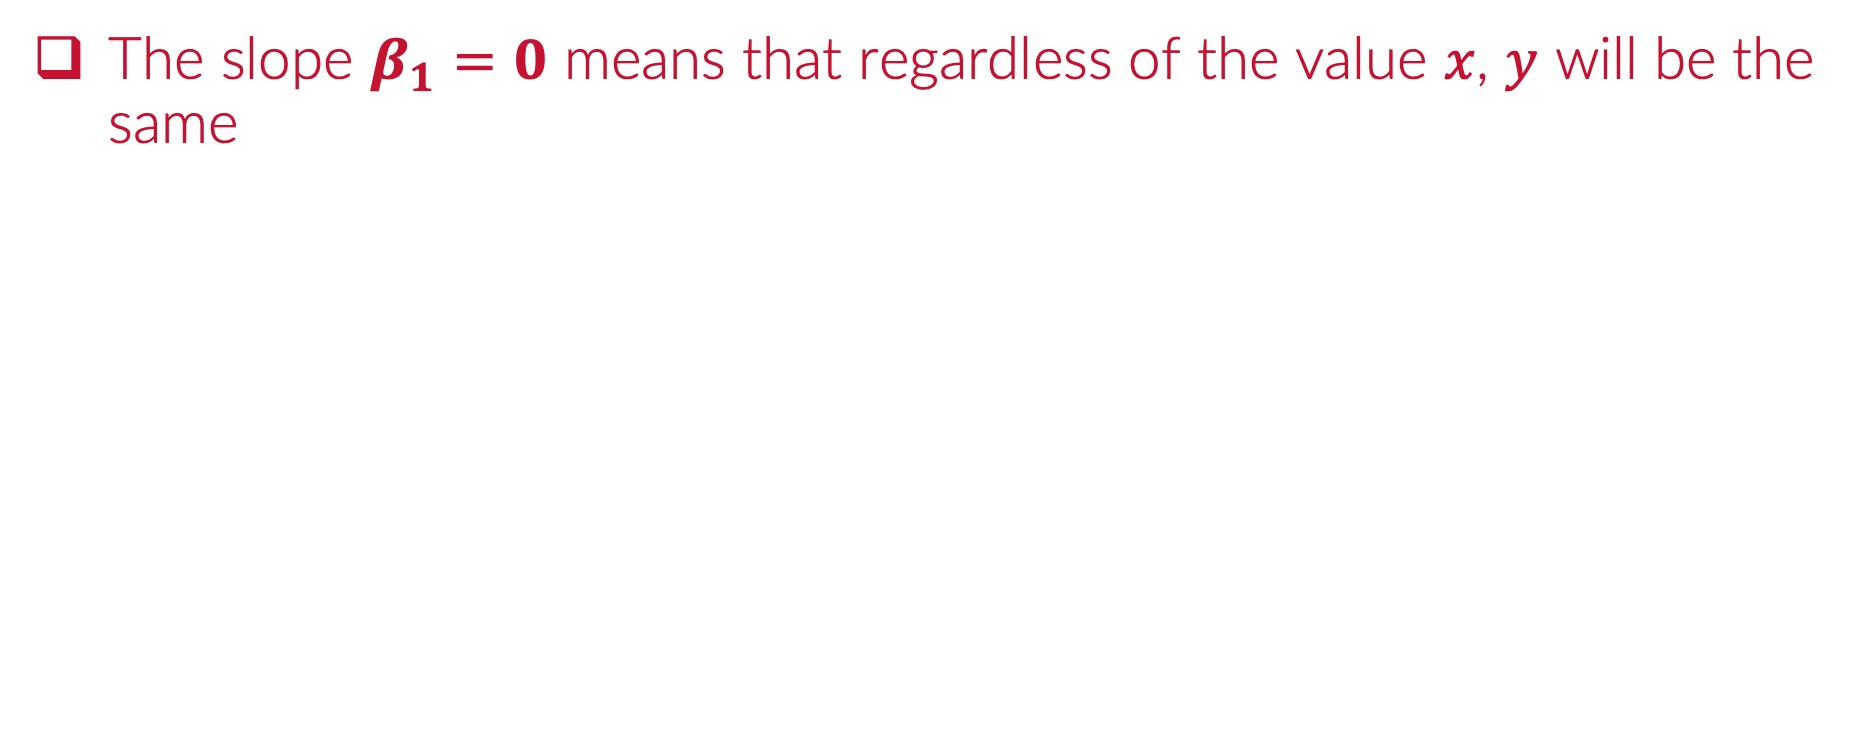 ❑ The slope 𝜷₁ = 𝟎 means that regardless of the value 𝒙, 𝒚 will be the
same